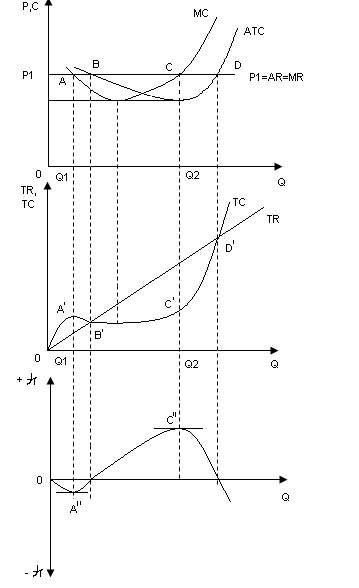 P,C
MC
ATC
B
C
D
P1
A
P1=AR=MR
0
Q1
Q2
Q
TR,
TC
TC
TR
D'
A'
C'
B'
0
Q1
Q2
Q
+
C''
0
Q
A''
-